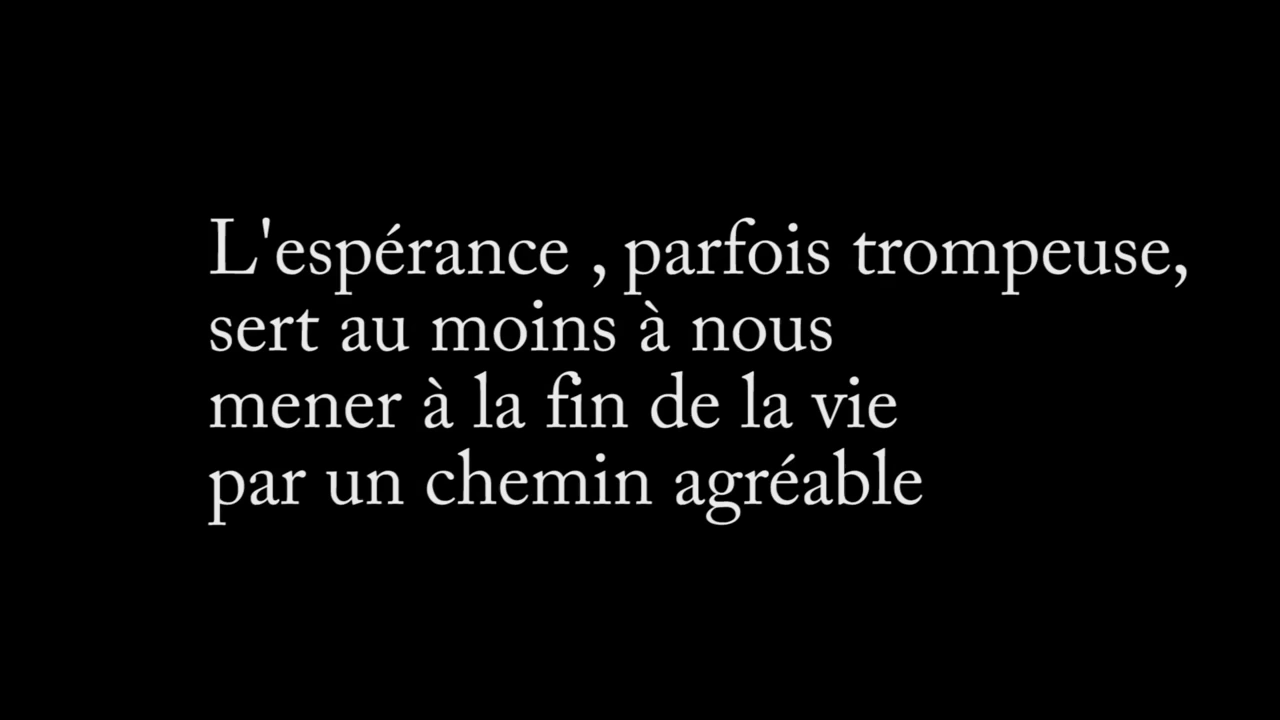 L'espérance , parfois trompeuse,
sert au moins à nous
mener à la fin de la vie
par un chemin agréable